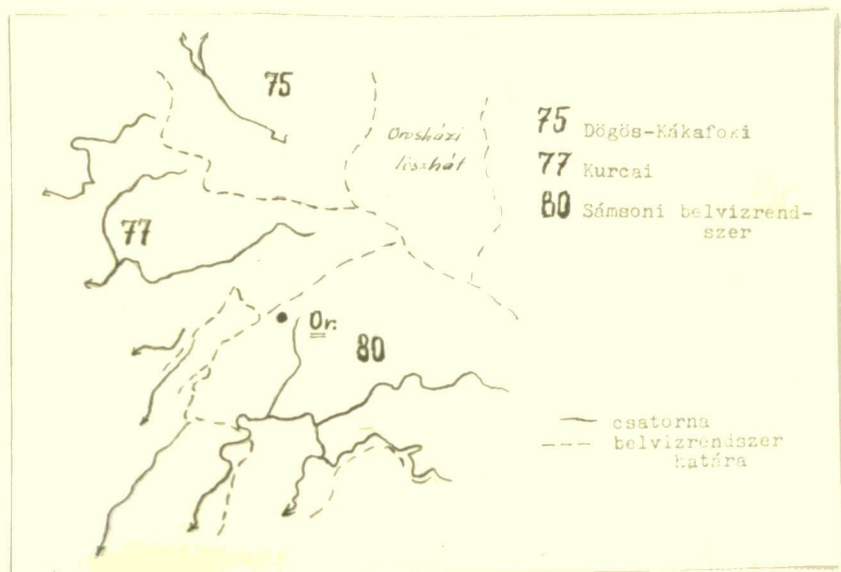 75
Orosházi
löszhát
77
Or.
80
75 Dögös-Kákafoki
77 Kurcai
80 Sámsoni belvizrend-
szer
csatorna
belvizrendszer
határa